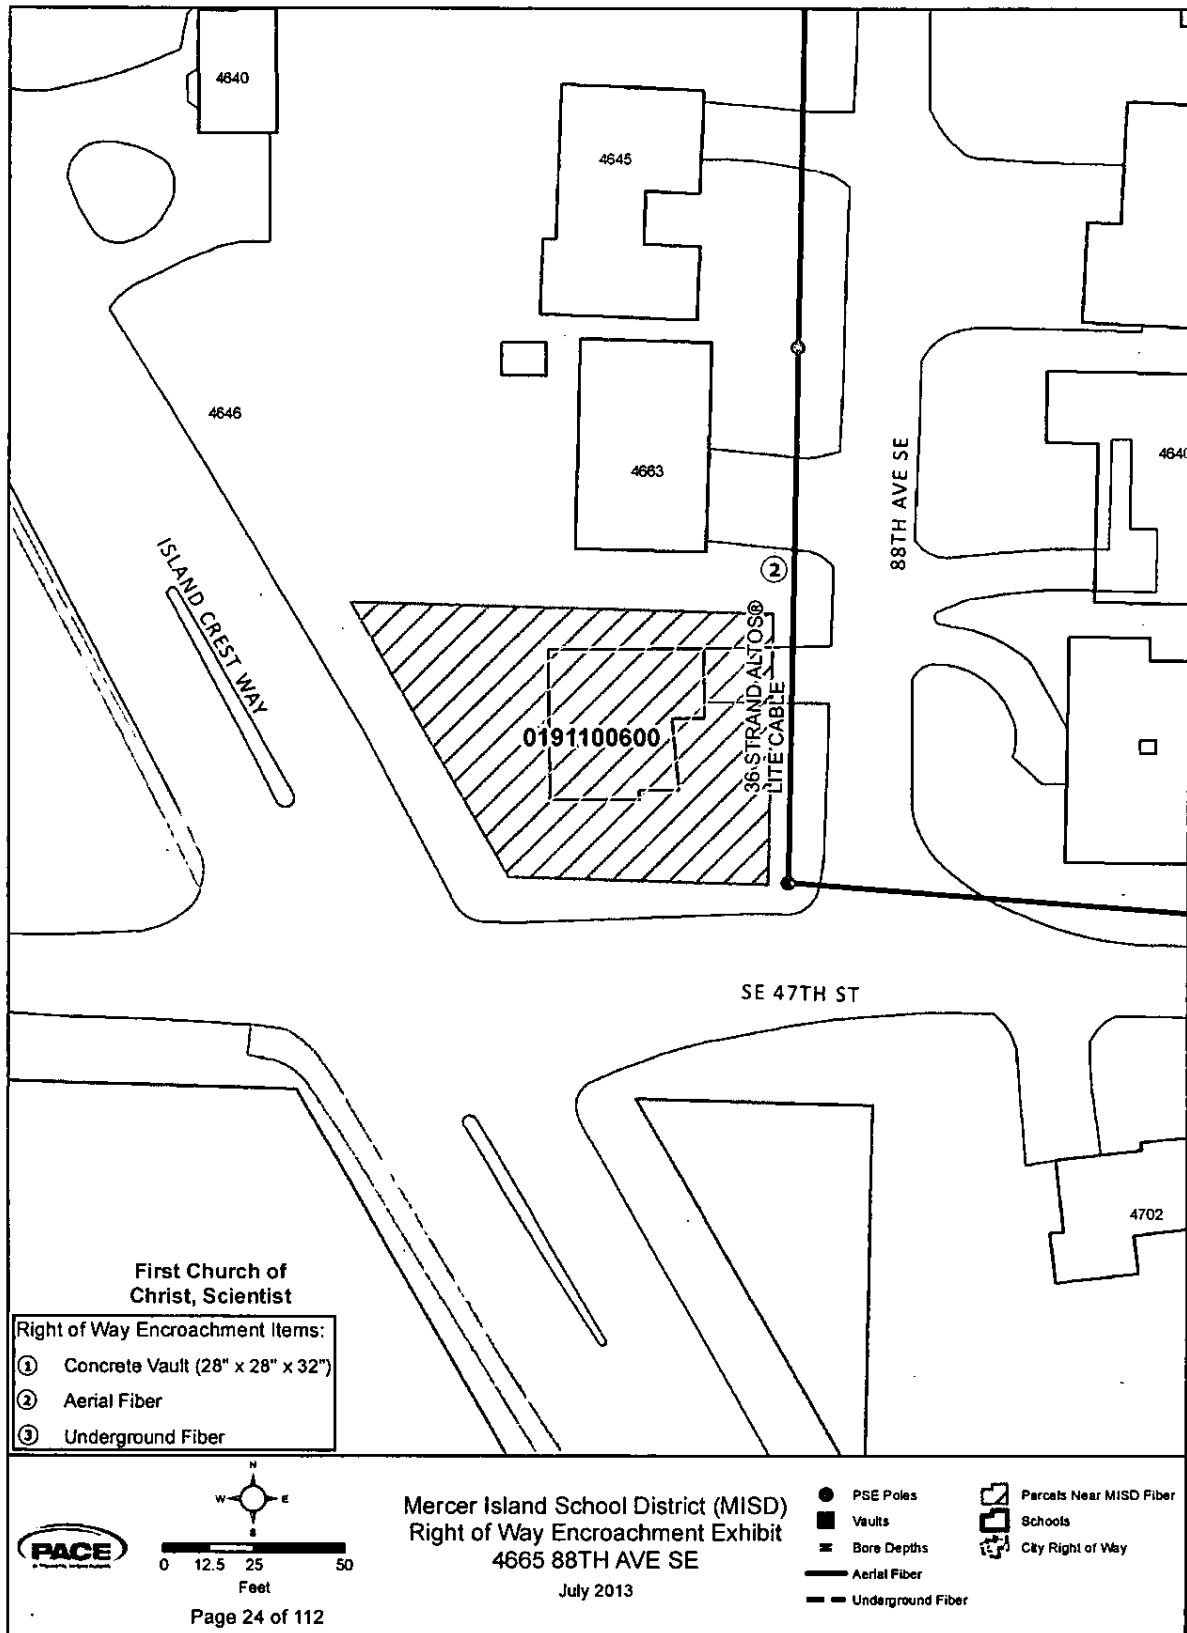 4640
4645
4646
4663
4640
88TH AVE SE
ISLAND CREST WAY
2
36 STRAND ALTOS®
LITE CABLE
0191100600
SE 47TH ST
4702
First Church of
Christ, Scientist
Right of Way Encroachment Items:
1 Concrete Vault (28" x 28" x 32")
2 Aerial Fiber
3 Underground Fiber
PACE
N
W E
S
0 12.5 25 50
Feet
Page 24 of 112
Mercer Island School District (MISD)
Right of Way Encroachment Exhibit
4665 88TH AVE SE
July 2013
PSE Poles
Vaults
Bore Depths
Aerial Fiber
Underground Fiber
Parcels Near MISD Fiber
Schools
City Right of Way